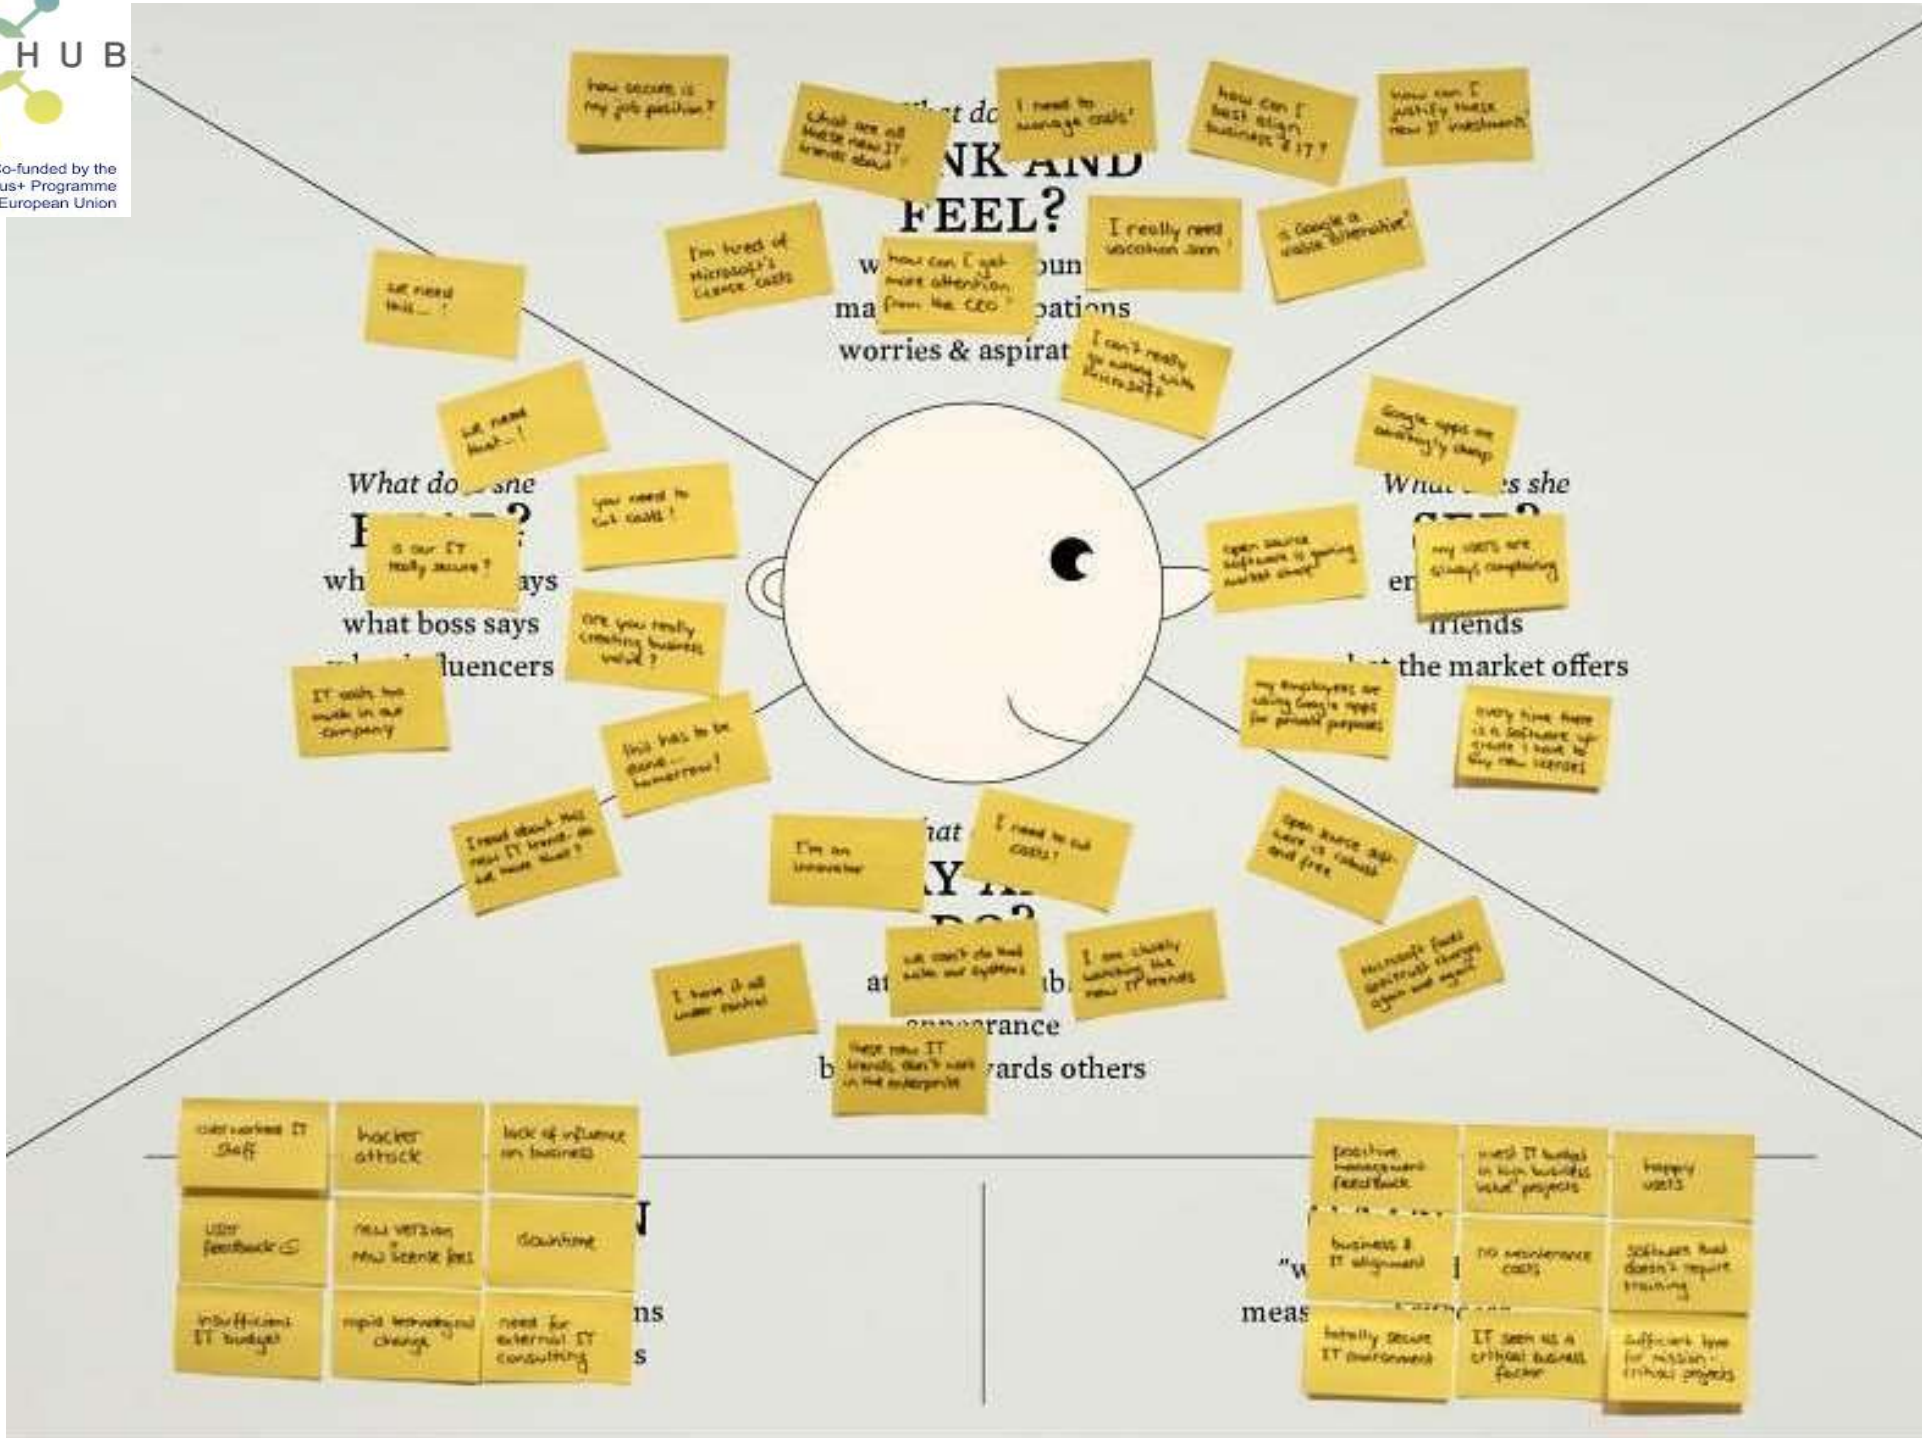 HUB
Co-funded by the
us+ Programme
European Union
how secure is
my job position?
what are all
these new IT
trends about?
I need to
manage costs!
how can I
best align
business & IT?
how can I
justify these
new IT investments?
NK AND
FEEL?
I'm tired of
Microsoft's
license costs
how can I get
more attention
from the CEO?
I really need
vacation soon!
is Google a
viable alternative?
worries & aspirat
I can't really
go wrong with
Microsoft
we need
this...!
we need
that...!
you need to
cut costs!
What do she
is our IT
really secure?
ays
what boss says
luencers
are you really
creating business
value?
IT costs too
much in our
company
this has to be
done...
tomorrow!
I read about this
new IT trend- do
we have that?
Google apps are
amazingly cheap
es she
open source
software is gaining
market share
my users are
always complaining
friends
the market offers
my employees are
using Google apps
for private purposes
every time there
is a software up-
grade I have to
buy new licenses
open source soft-
ware is robust
and free
Microsoft faces
antitrust charges
again and again
I'm an
innovator
I need to cut
costs!
I have it all
under control
we can't do that
with our systems
I am closely
watching the
new IT trends
these new IT
trends don't work
in the enterprise
ards others
overworked IT
staff
hacker
attack
lack of influence
on business
user
feedback
new version
new license fees
downtime
insufficient
IT budget
rapid technological
change
need for
external IT
consulting
positive
management
feedback
invest IT budget
in high business
value projects
happy
users
business &
IT alignment
no maintenance
costs
software that
doesn't require
training
totally secure
IT environment
IT seen as a
critical business
factor
sufficient time
for mission-
critical projects